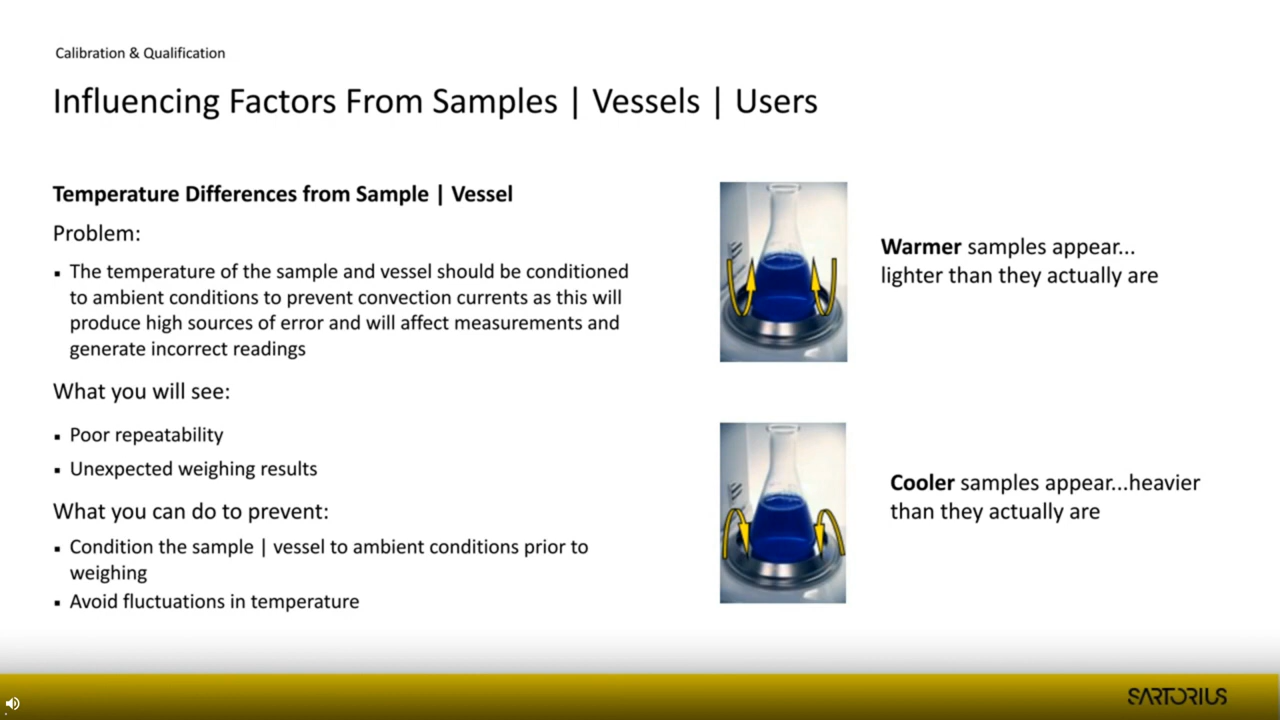 Calibration & Qualification
Influencing Factors From Samples | Vessels | Users
Temperature Differences from Sample | Vessel
Problem:
▪ The temperature of the sample and vessel should be conditioned
to ambient conditions to prevent convection currents as this will
produce high sources of error and will affect measurements and
generate incorrect readings
What you will see:
▪ Poor repeatability
▪ Unexpected weighing results
What you can do to prevent:
▪ Condition the sample | vessel to ambient conditions prior to
weighing
▪ Avoid fluctuations in temperature
Warmer samples appear...
lighter than they actually are
Cooler samples appear...heavier
than they actually are
SARTORIUS